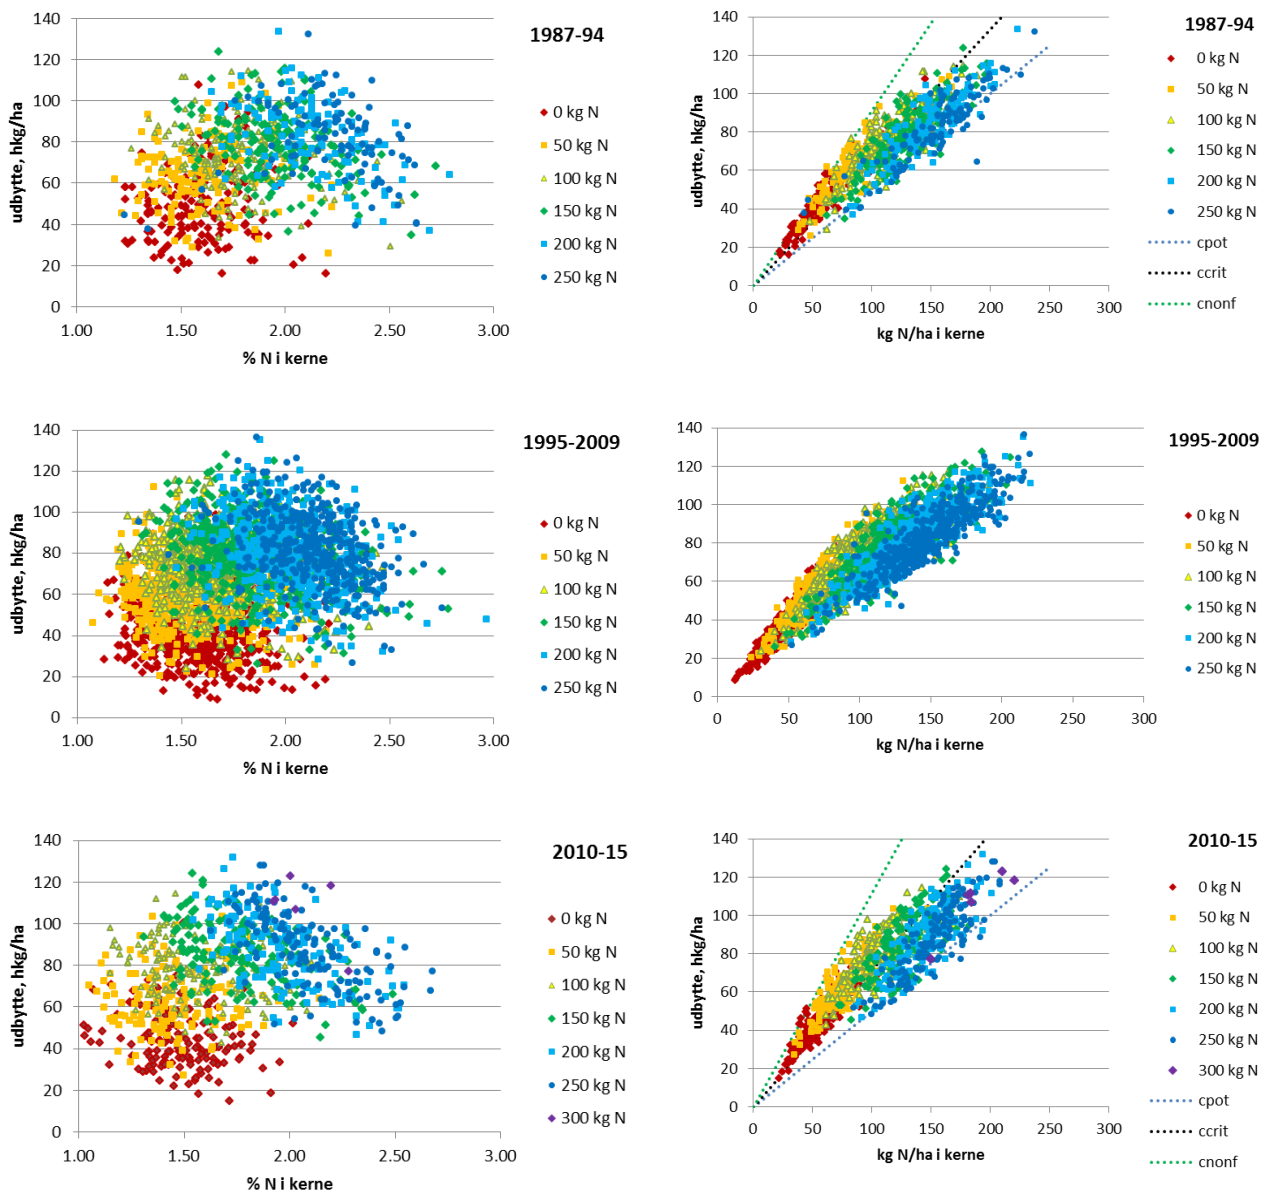 140
120
100
80
60
40
20
0
1.00
1.50
2.00
2.50
3.00
udbytte, hkg/ha
% N i kerne
1987-94
0 kg N
50 kg N
100 kg N
150 kg N
200 kg N
250 kg N
140
120
100
80
60
40
20
0
0
50
100
150
200
250
300
udbytte, hkg/ha
kg N/ha i kerne
1987-94
0 kg N
50 kg N
100 kg N
150 kg N
200 kg N
250 kg N
cpot
ccrit
cnonf
140
120
100
80
60
40
20
0
1.00
1.50
2.00
2.50
3.00
udbytte, hkg/ha
% N i kerne
1995-2009
0 kg N
50 kg N
100 kg N
150 kg N
200 kg N
250 kg N
140
120
100
80
60
40
20
0
0
50
100
150
200
250
300
udbytte, hkg/ha
kg N/ha i kerne
1995-2009
0 kg N
50 kg N
100 kg N
150 kg N
200 kg N
250 kg N
140
120
100
80
60
40
20
0
1.00
1.50
2.00
2.50
3.00
udbytte, hkg/ha
% N i kerne
2010-15
0 kg N
50 kg N
100 kg N
150 kg N
200 kg N
250 kg N
300 kg N
140
120
100
80
60
40
20
0
0
50
100
150
200
250
300
udbytte, hkg/ha
kg N/ha i kerne
2010-15
0 kg N
50 kg N
100 kg N
150 kg N
200 kg N
250 kg N
300 kg N
cpot
ccrit
cnonf